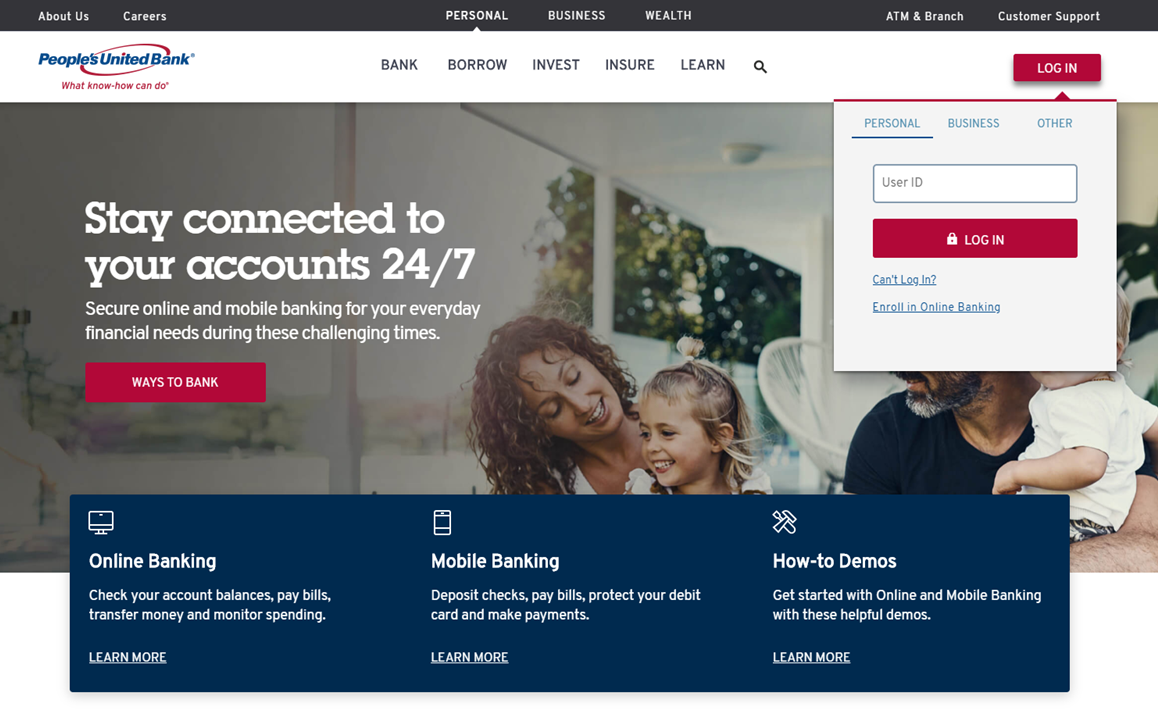 About Us Careers PERSONAL BUSINESS WEALTH ATM & Branch Customer Support
People's United Bank®
What know-how can do®
BANK BORROW INVEST INSURE LEARN LOG IN
PERSONAL BUSINESS OTHER
User ID
LOG IN
Can't Log In?
Enroll in Online Banking
Stay connected to
your accounts 24/7
Secure online and mobile banking for your everyday
financial needs during these challenging times.
WAYS TO BANK
Online Banking
Check your account balances, pay bills,
transfer money and monitor spending.
LEARN MORE
Mobile Banking
Deposit checks, pay bills, protect your debit
card and make payments.
LEARN MORE
How-to Demos
Get started with Online and Mobile Banking
with these helpful demos.
LEARN MORE